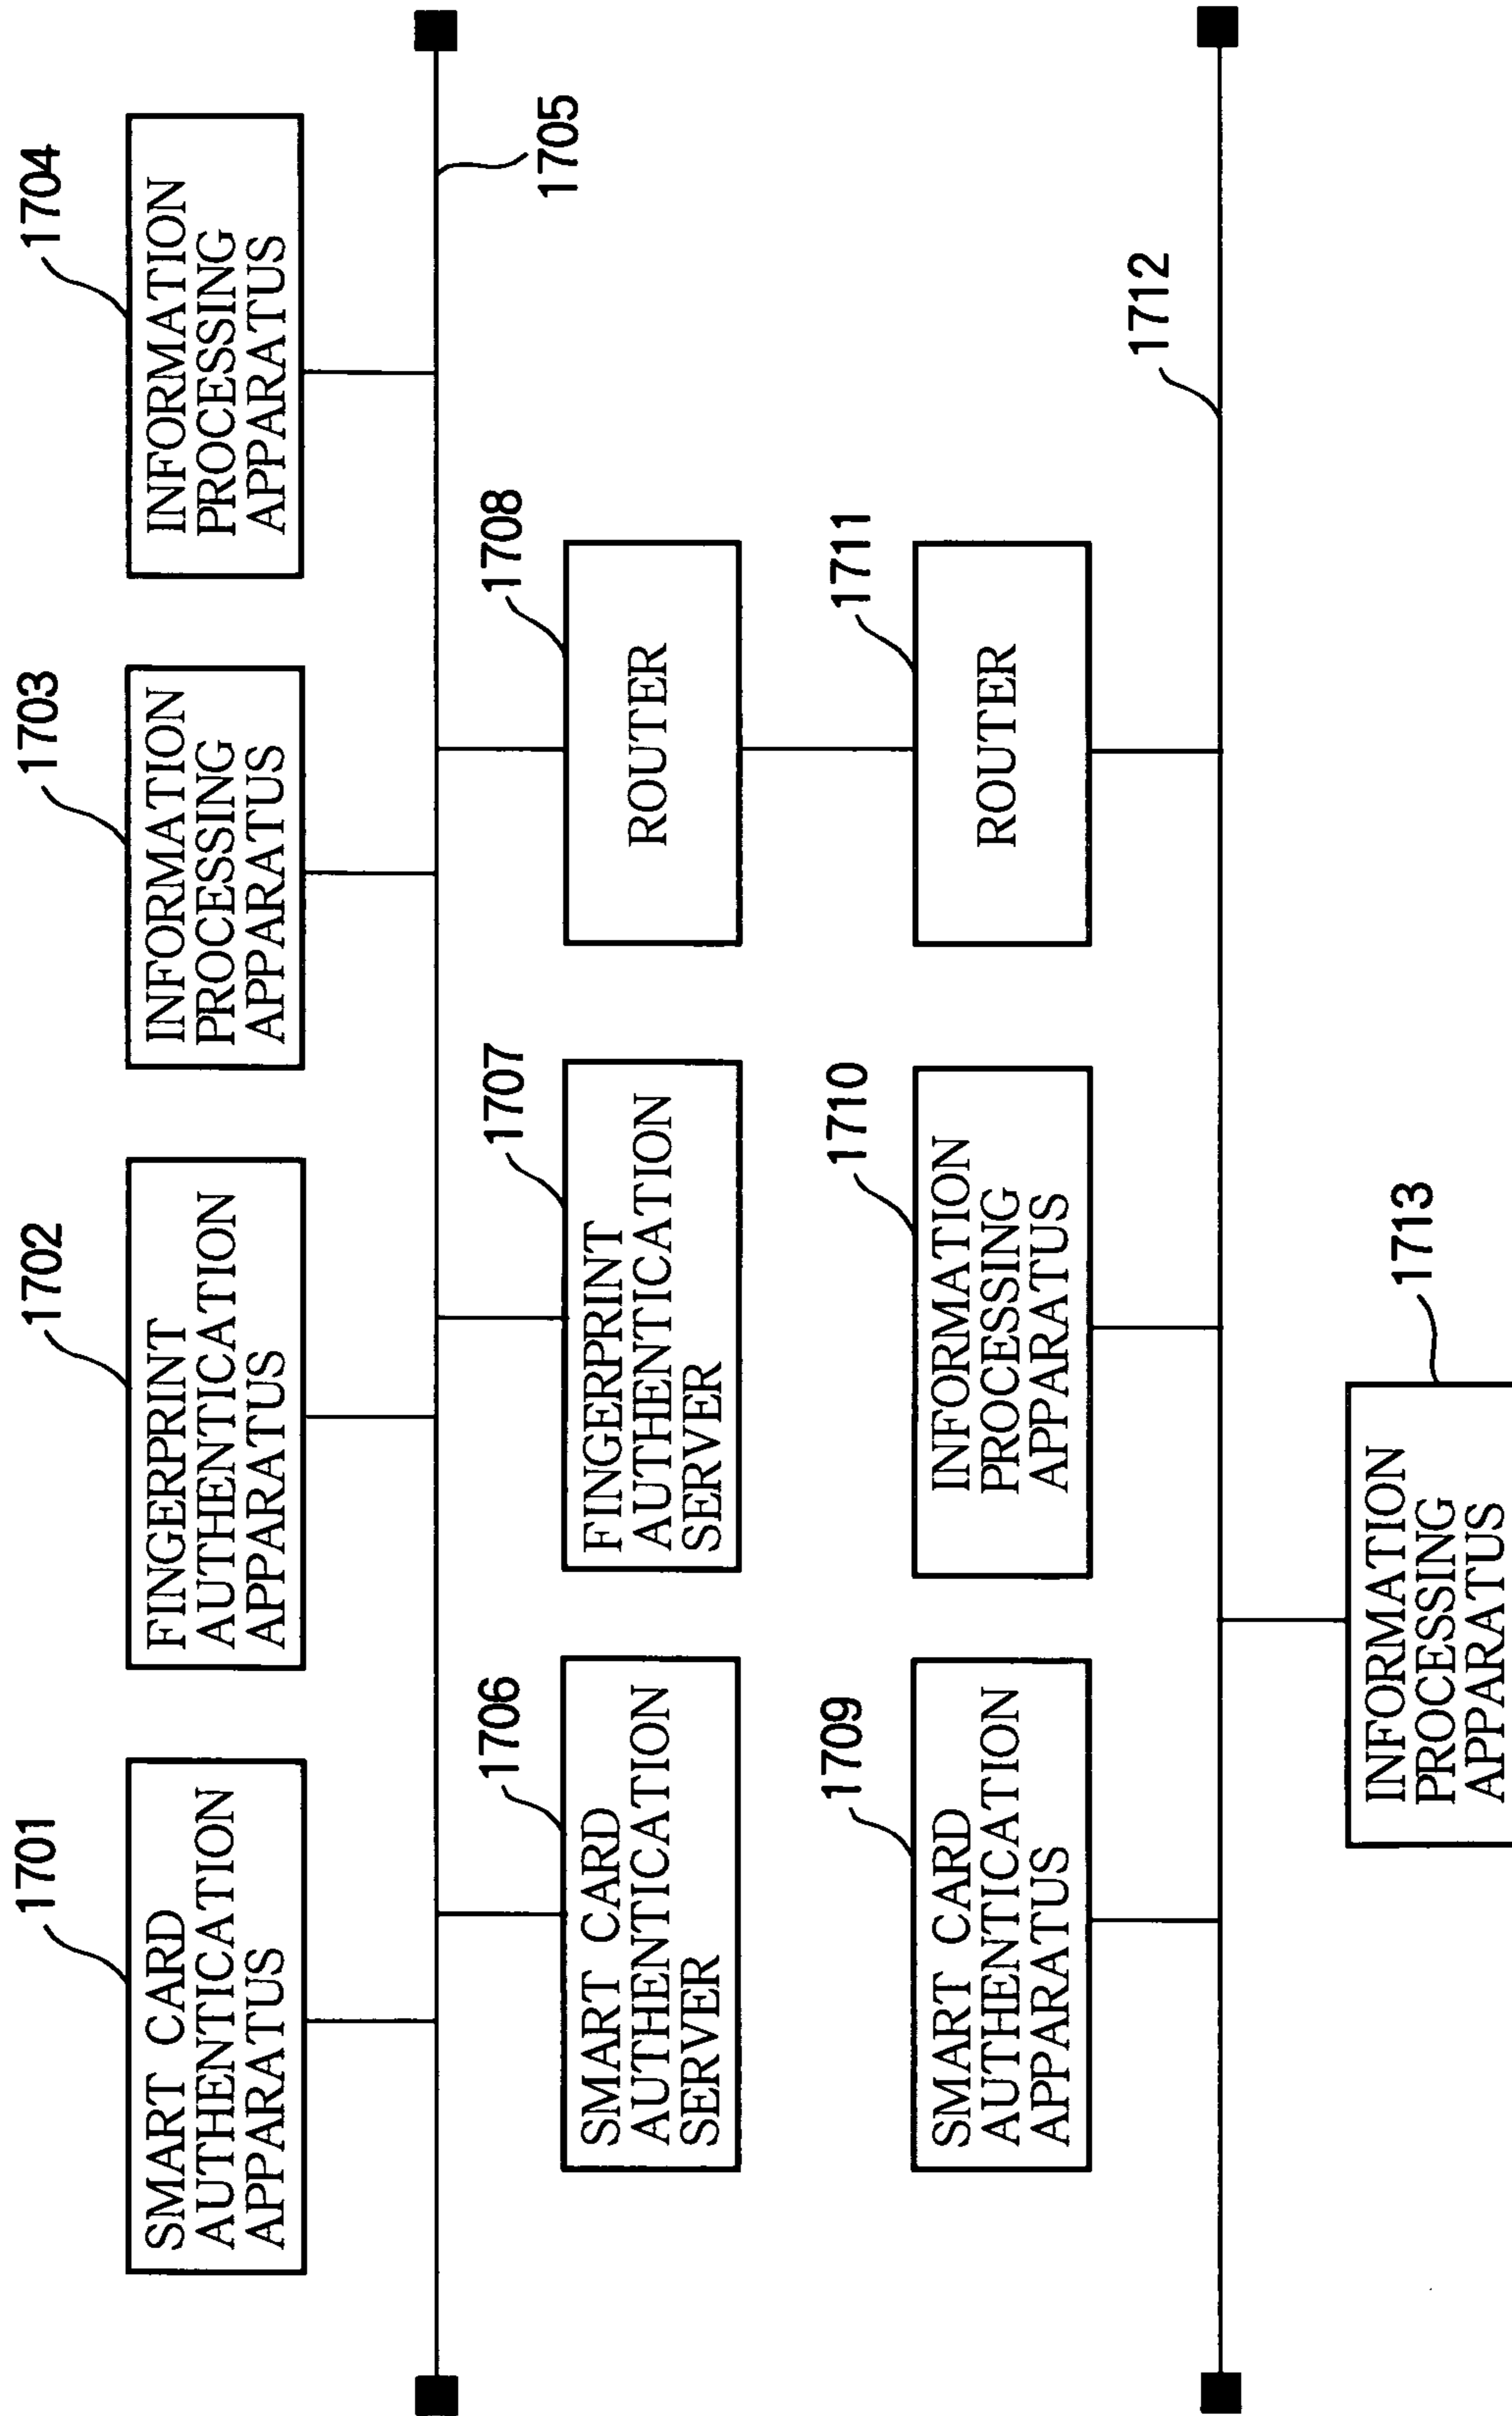 1701
SMART CARD
AUTHENTICATION
APPARATUS
1702
FINGERPRINT
AUTHENTICATION
APPARATUS
1703
INFORMATION
PROCESSING
APPARATUS
1704
INFORMATION
PROCESSING
APPARATUS
1705
1706
SMART CARD
AUTHENTICATION
SERVER
1707
FINGERPRINT
AUTHENTICATION
SERVER
1708
ROUTER
1709
SMART CARD
AUTHENTICATION
APPARATUS
1710
INFORMATION
PROCESSING
APPARATUS
1711
ROUTER
1712
1713
INFORMATION
PROCESSING
APPARATUS